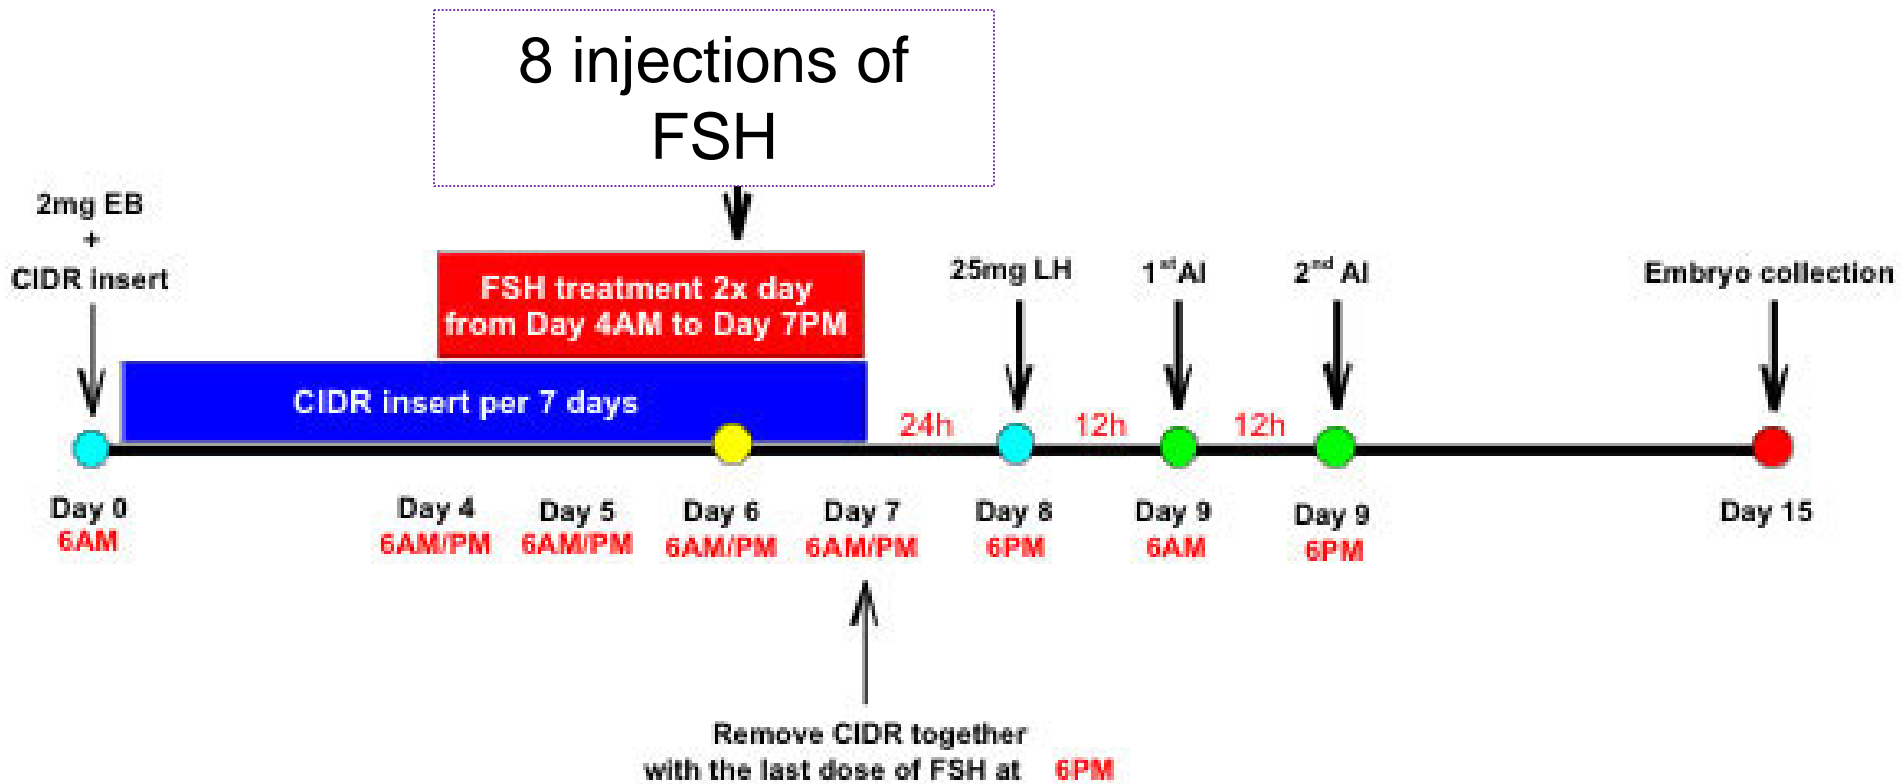 8 injections of
FSH
2mg EB
+
CIDR insert
FSH treatment 2x day
from Day 4AM to Day 7PM
25mg LH
1st AI
2nd AI
Embryo collection
CIDR insert per 7 days
24h
12h
12h
Day 0
6AM
Day 4
6AM/PM
Day 5
6AM/PM
Day 6
6AM/PM
Day 7
6AM/PM
Day 8
6PM
Day 9
6AM
Day 9
6PM
Day 15
Remove CIDR together
with the last dose of FSH at 6PM